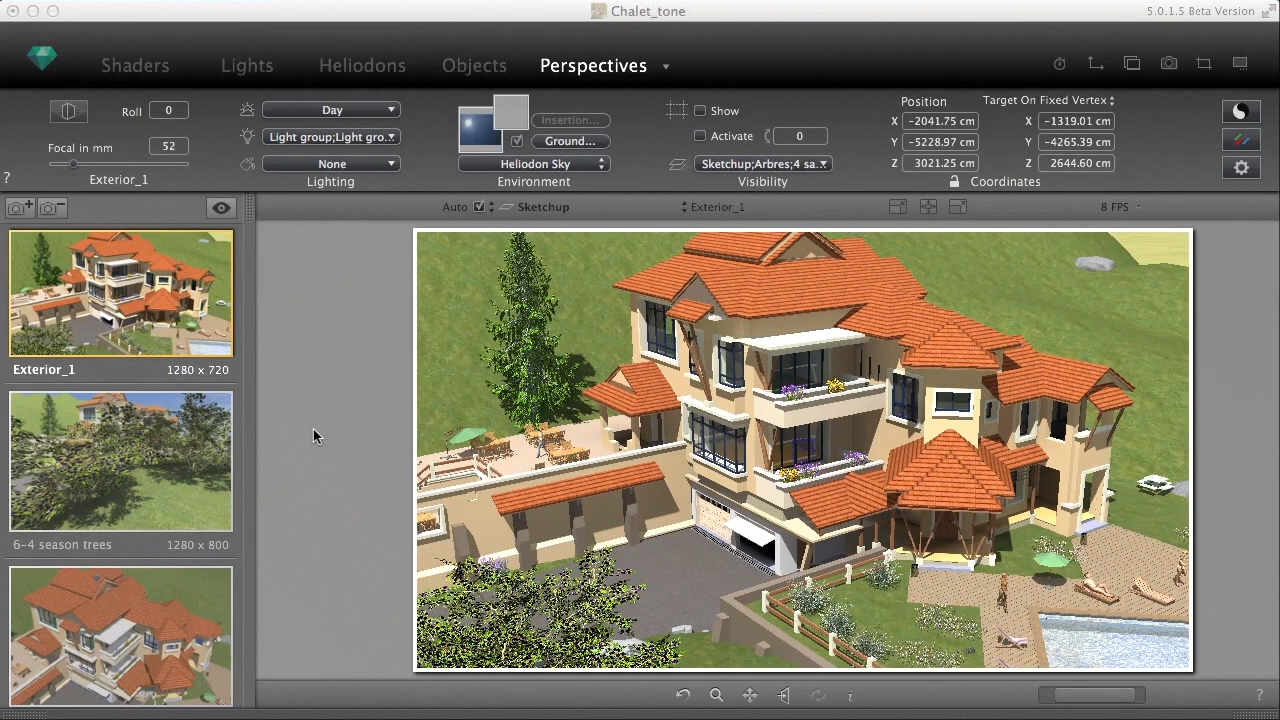 Chalet_tone
5.0.1.5 Beta Version
Shaders
Lights
Heliodons
Objects
Perspectives
Roll
0
Focal in mm
52
Exterior_1
Day
Light group;Light gro.
None
Lighting
Insertion...
Ground...
Heliodon Sky
Environment
Show
Activate
0
Sketchup;Arbres;4 sa..
Visibility
Position
Target On Fixed Vertex
X
-2041.75 cm
X
-1319.01 cm
Y
-5228.97 cm
Y
-4265.39 cm
Z
3021.25 cm
Z
2644.60 cm
Coordinates
?
Auto
Sketchup
Exterior_1
8 FPS
Exterior_1
1280 x 720
6-4 season trees
1280 x 800
i
?